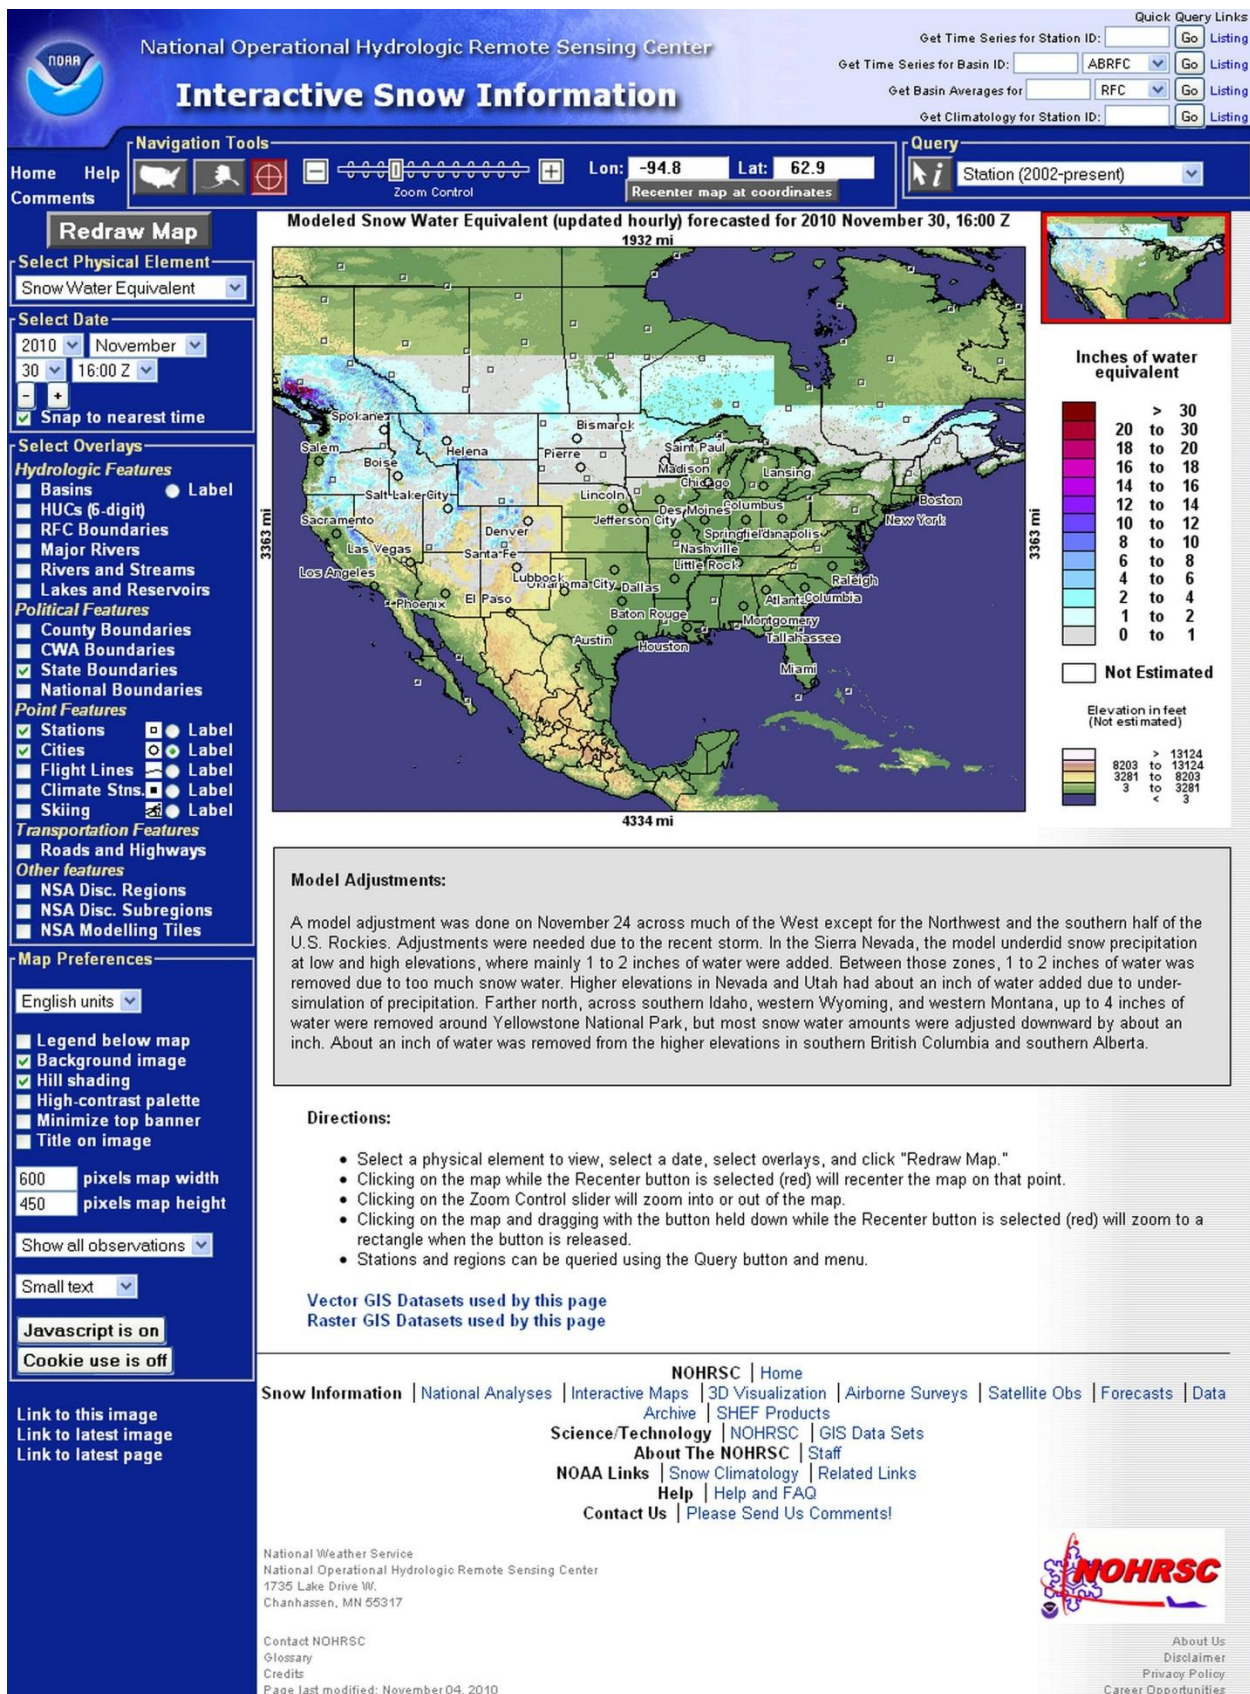 Quick Query Links
NOAA
National Operational Hydrologic Remote Sensing Center
Interactive Snow Information
Get Time Series for Station ID: Go Listing
Get Time Series for Basin ID: ABRFC Go Listing
Get Basin Averages for RFC Go Listing
Get Climatology for Station ID: Go Listing
Home Help
Comments
Navigation Tools
Zoom Control
Lon: -94.8 Lat: 62.9
Recenter map at coordinates
Query
Station (2002-present)
Redraw Map
Select Physical Element
Snow Water Equivalent
Select Date
2010 November
30 16:00 Z
- +
Snap to nearest time
Select Overlays
Hydrologic Features
Basins Label
HUCs (6-digit)
RFC Boundaries
Major Rivers
Rivers and Streams
Lakes and Reservoirs
Political Features
County Boundaries
CWA Boundaries
State Boundaries
National Boundaries
Point Features
Stations Label
Cities Label
Flight Lines Label
Climate Stns. Label
Skiing Label
Transportation Features
Roads and Highways
Other features
NSA Disc. Regions
NSA Disc. Subregions
NSA Modelling Tiles
Map Preferences
English units
Legend below map
Background image
Hill shading
High-contrast palette
Minimize top banner
Title on image
600 pixels map width
450 pixels map height
Show all observations
Small text
Javascript is on
Cookie use is off
Link to this image
Link to latest image
Link to latest page
Modeled Snow Water Equivalent (updated hourly) forecasted for 2010 November 30, 16:00 Z
1932 mi
3363 mi
3363 mi
4334 mi
Spokane
Bismarck
Salem
Helena
Saint Paul
Boise
Pierre
Madison
Lansing
Chicago
Salt Lake City
Lincoln
Des Moines
Columbus
Boston
Sacramento
Denver
Jefferson City
New York
Springfield
Las Vegas
Santa Fe
Nashville
Los Angeles
Lubbock
Little Rock
Dallas
Raleigh
Phoenix
El Paso
Atlanta
Columbia
Baton Rouge
Montgomery
Austin
Houston
Tallahassee
Miami
Inches of water
equivalent
> 30
20 to 30
18 to 20
16 to 18
14 to 16
12 to 14
10 to 12
8 to 10
6 to 8
4 to 6
2 to 4
1 to 2
0 to 1
Not Estimated
Elevation in feet
(Not estimated)
> 13124
8203 to 13124
3281 to 8203
3 to 3281
< 3
Model Adjustments:
A model adjustment was done on November 24 across much of the West except for the Northwest and the southern half of the
U.S. Rockies. Adjustments were needed due to the recent storm. In the Sierra Nevada, the model underdid snow precipitation
at low and high elevations, where mainly 1 to 2 inches of water were added. Between those zones, 1 to 2 inches of water was
removed due to too much snow water. Higher elevations in Nevada and Utah had about an inch of water added due to under-
simulation of precipitation. Farther north, across southern Idaho, western Wyoming, and western Montana, up to 4 inches of
water were removed around Yellowstone National Park, but most snow water amounts were adjusted downward by about an
inch. About an inch of water was removed from the higher elevations in southern British Columbia and southern Alberta.
Directions:
• Select a physical element to view, select a date, select overlays, and click "Redraw Map."
• Clicking on the map while the Recenter button is selected (red) will recenter the map on that point.
• Clicking on the Zoom Control slider will zoom into or out of the map.
• Clicking on the map and dragging with the button held down while the Recenter button is selected (red) will zoom to a
rectangle when the button is released.
• Stations and regions can be queried using the Query button and menu.
Vector GIS Datasets used by this page
Raster GIS Datasets used by this page
NOHRSC | Home
Snow Information | National Analyses | Interactive Maps | 3D Visualization | Airborne Surveys | Satellite Obs | Forecasts | Data
Archive | SHEF Products
Science/Technology | NOHRSC | GIS Data Sets
About The NOHRSC | Staff
NOAA Links | Snow Climatology | Related Links
Help | Help and FAQ
Contact Us | Please Send Us Comments!
National Weather Service
National Operational Hydrologic Remote Sensing Center
1735 Lake Drive W.
Chanhassen, MN 55317
NOHRSC
Contact NOHRSC
Glossary
Credits
Page last modified: November 04, 2010
About Us
Disclaimer
Privacy Policy
Career Opportunities